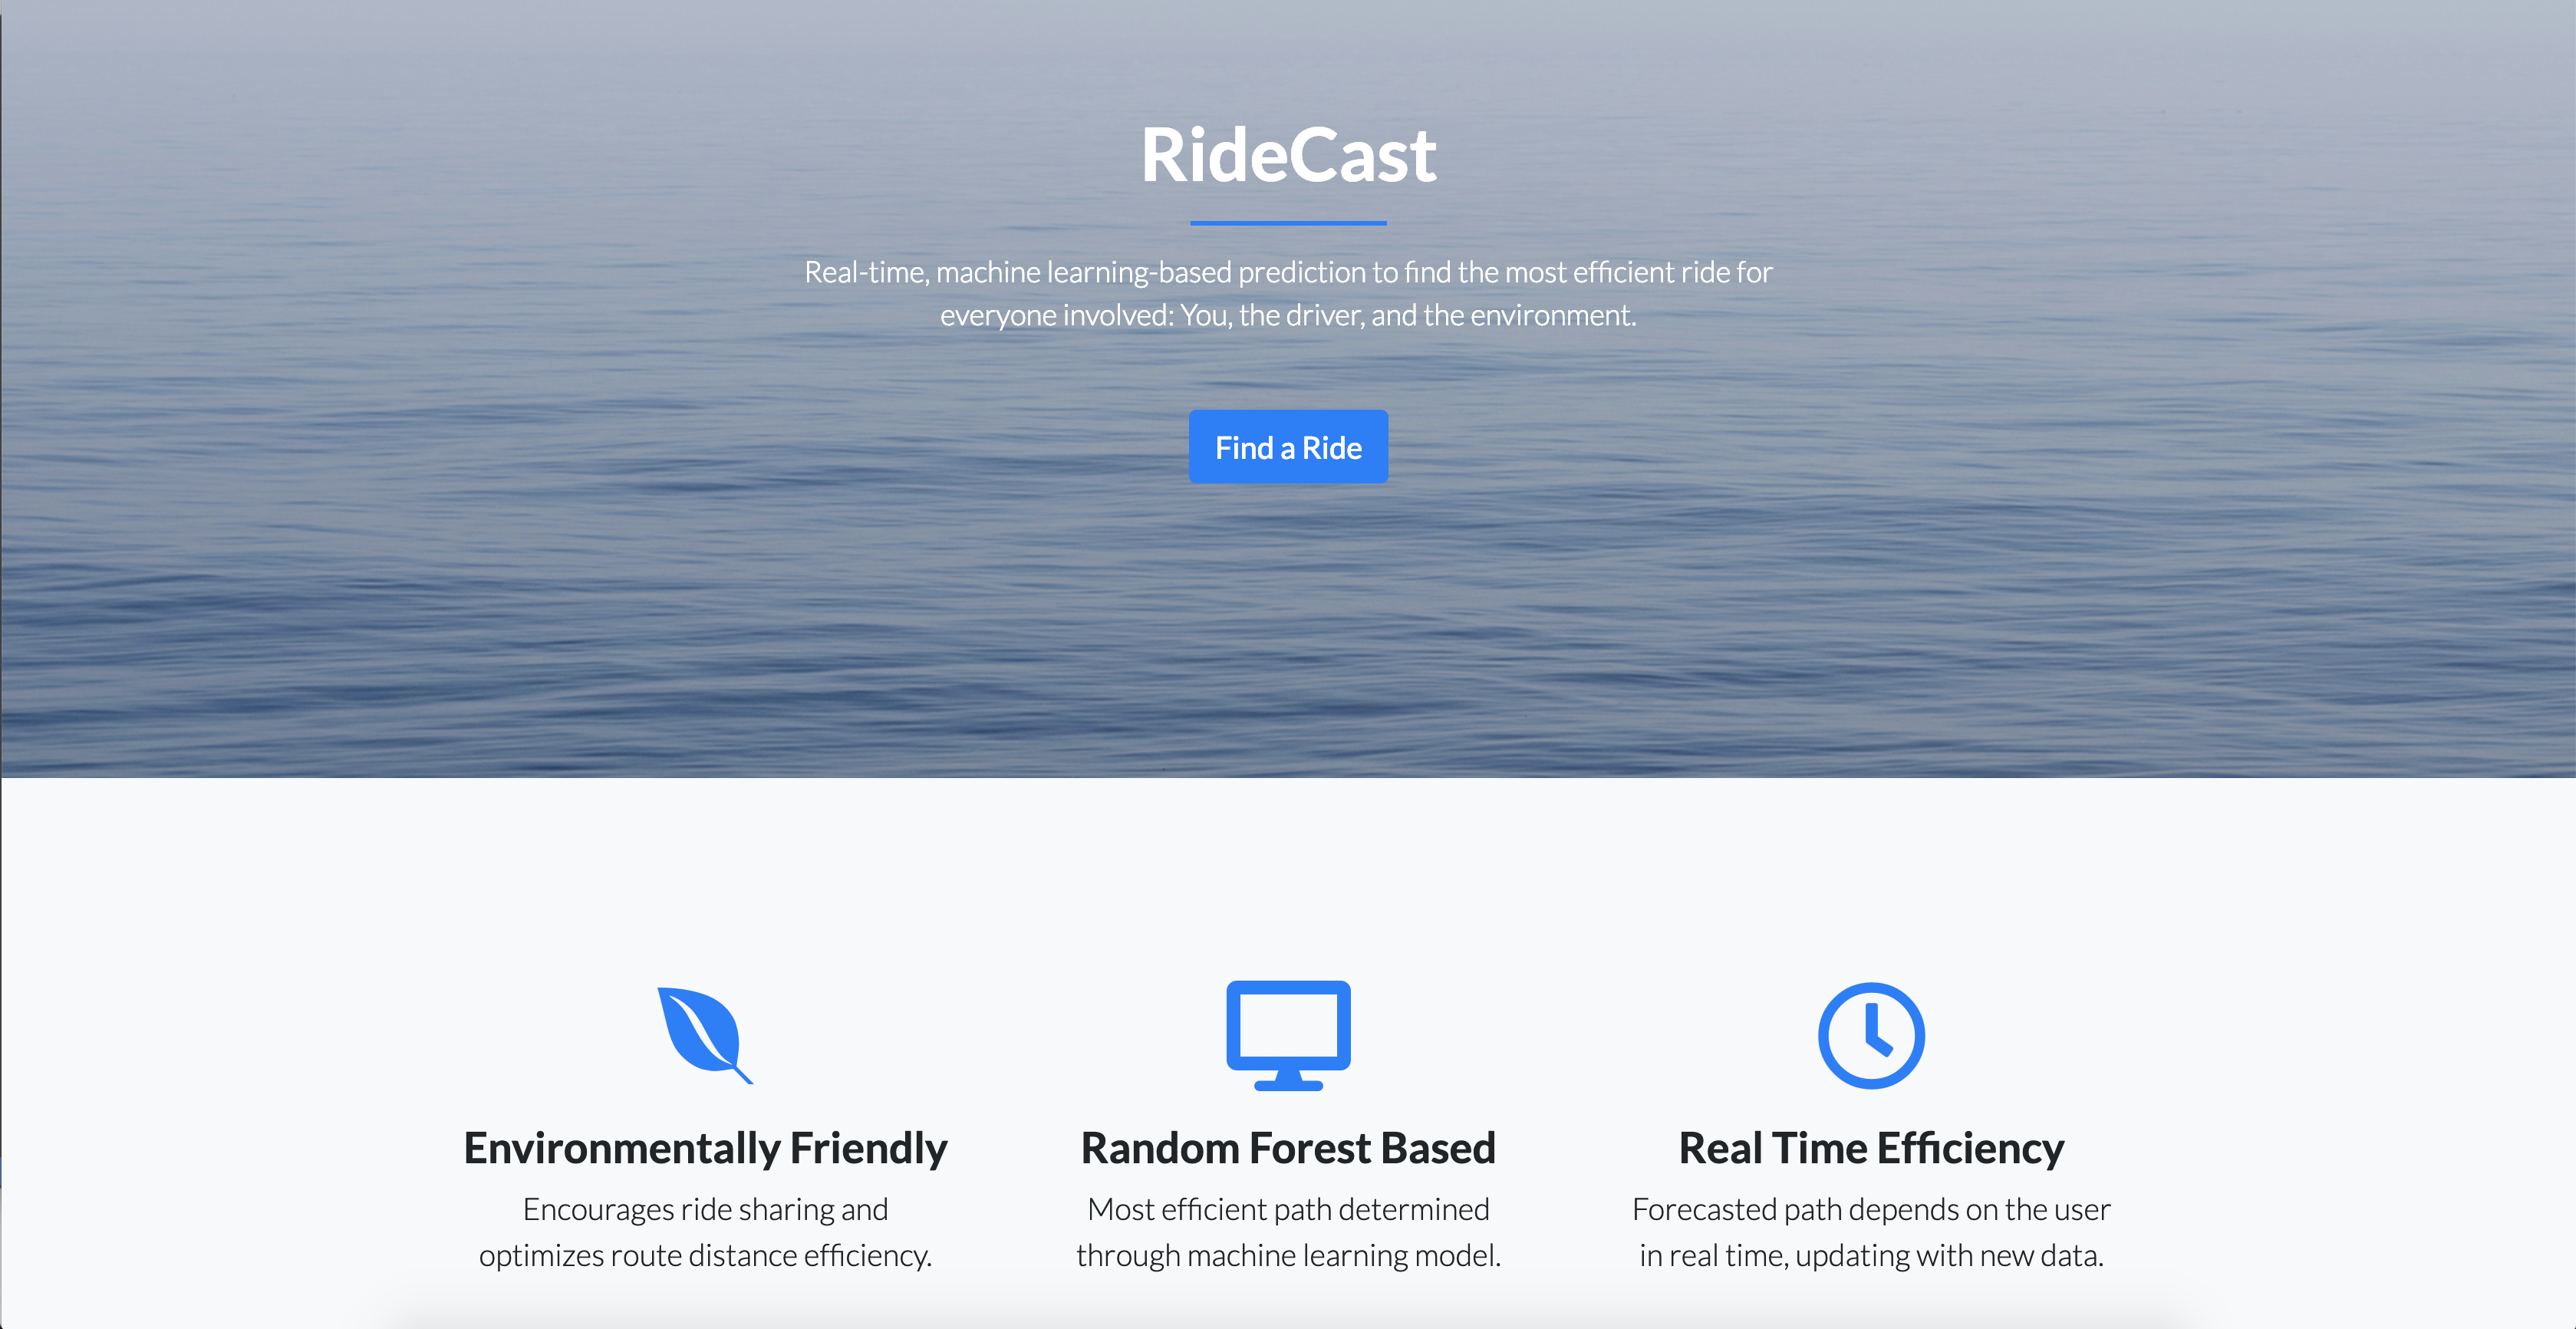 RideCast
Real-time, machine learning-based prediction to find the most efficient ride for
everyone involved: You, the driver, and the environment.
Find a Ride
Environmentally Friendly
Encourages ride sharing and
optimizes route distance efficiency.
Random Forest Based
Most efficient path determined
through machine learning model.
Real Time Efficiency
Forecasted path depends on the user
in real time, updating with new data.